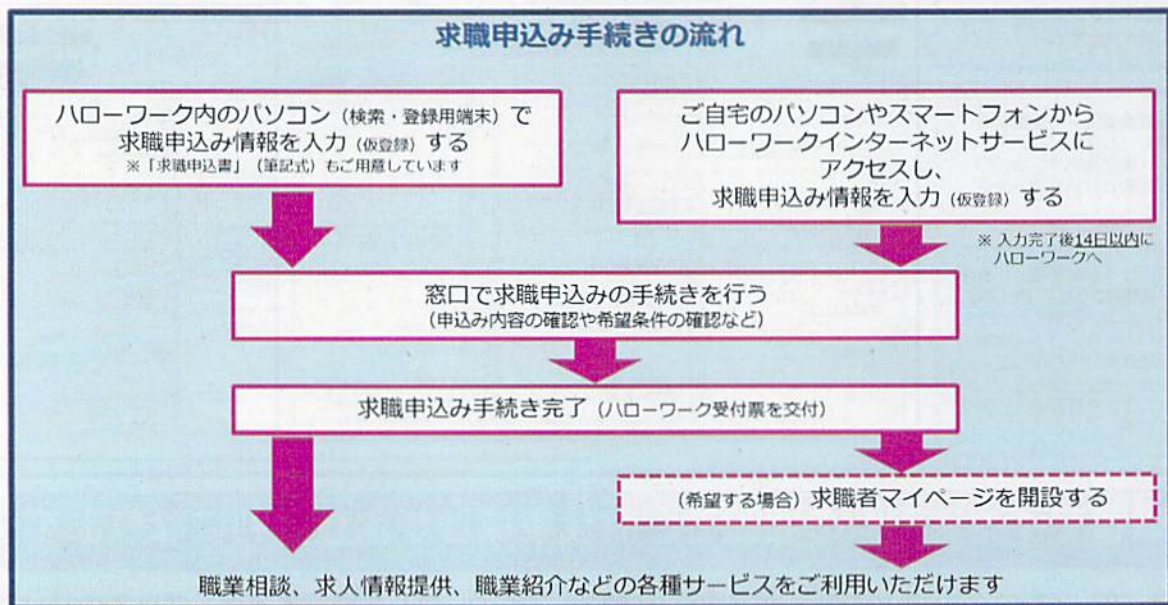 求職申込み手続きの流れ
ハローワーク内のパソコン（検索・登録用端末）で
求職申込み情報を入力（仮登録）する
※「求職申込書」（筆記式）もご用意しています
ご自宅のパソコンやスマートフォンから
ハローワークインターネットサービスに
アクセスし、
求職申込み情報を入力（仮登録）する
※ 入力完了後14日以内に
ハローワークへ
窓口で求職申込みの手続きを行う
（申込み内容の確認や希望条件の確認など）
求職申込み手続き完了（ハローワーク受付票を交付）
（希望する場合）求職者マイページを開設する
職業相談、求人情報提供、職業紹介などの各種サービスをご利用いただけます